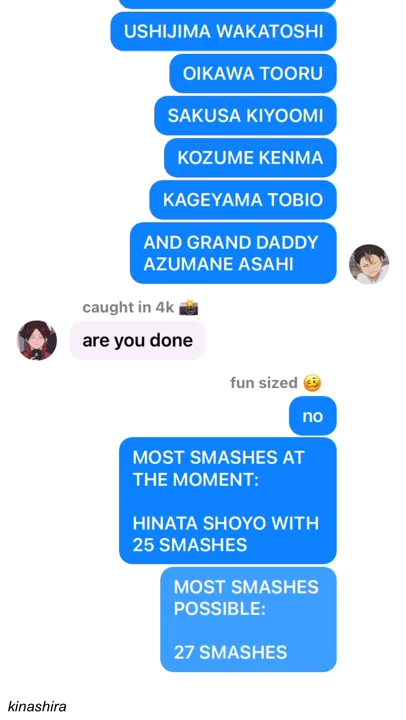 USHIJIMA WAKATOSHI
OIKAWA TOORU
SAKUSA KIYOOMI
KOZUME KENMA
KAGEYAMA TOBIO
AND GRAND DADDY
AZUMANE ASAHI
caught in 4k 📸
are you done
fun sized 🥴
no
MOST SMASHES AT
THE MOMENT:
HINATA SHOYO WITH
25 SMASHES
MOST SMASHES
POSSIBLE:
27 SMASHES
kinashira